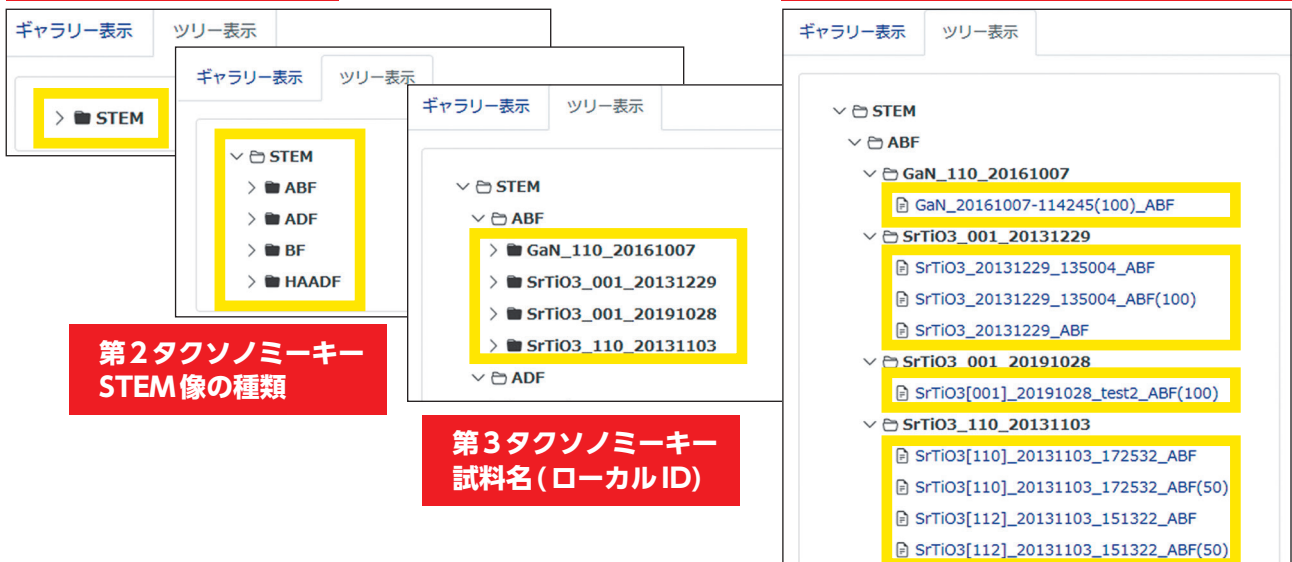 ギャラリー表示 ツリー表示
STEM
ギャラリー表示 ツリー表示
STEM
ABF
ADF
BF
HAADF
第2タクソノミーキー
STEM像の種類
ギャラリー表示 ツリー表示
STEM
ABF
GaN_110_20161007
SrTiO3_001_20131229
SrTiO3_001_20191028
SrTiO3_110_20131103
ADF
第3タクソノミーキー
試料名(ローカルID)
ギャラリー表示 ツリー表示
STEM
ABF
GaN_110_20161007
GaN_20161007-114245(100)_ABF
SrTiO3_001_20131229
SrTiO3_20131229_135004_ABF
SrTiO3_20131229_135004_ABF(100)
SrTiO3_20131229_ABF
SrTiO3_001_20191028
SrTiO3[001]_20191028_test2_ABF(100)
SrTiO3_110_20131103
SrTiO3[110]_20131103_172532_ABF
SrTiO3[110]_20131103_172532_ABF(50)
SrTiO3[112]_20131103_151322_ABF
SrTiO3[112]_20131103_151322_ABF(50)